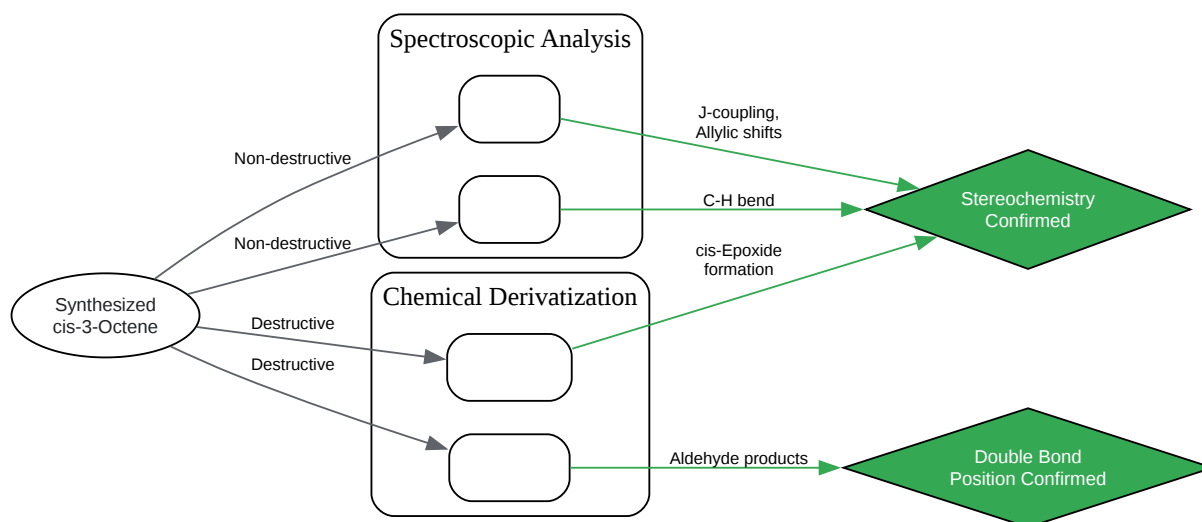 Spectroscopic Analysis
J-coupling,
Allylic shifts
Non-destructive
Stereochemistry
Confirmed
C-H bend
Non-destructive
cis-Epoxide
formation
Chemical Derivatization
Synthesized
cis-3-Octene
Destructive
Destructive
Aldehyde products
Double Bond
Position Confirmed